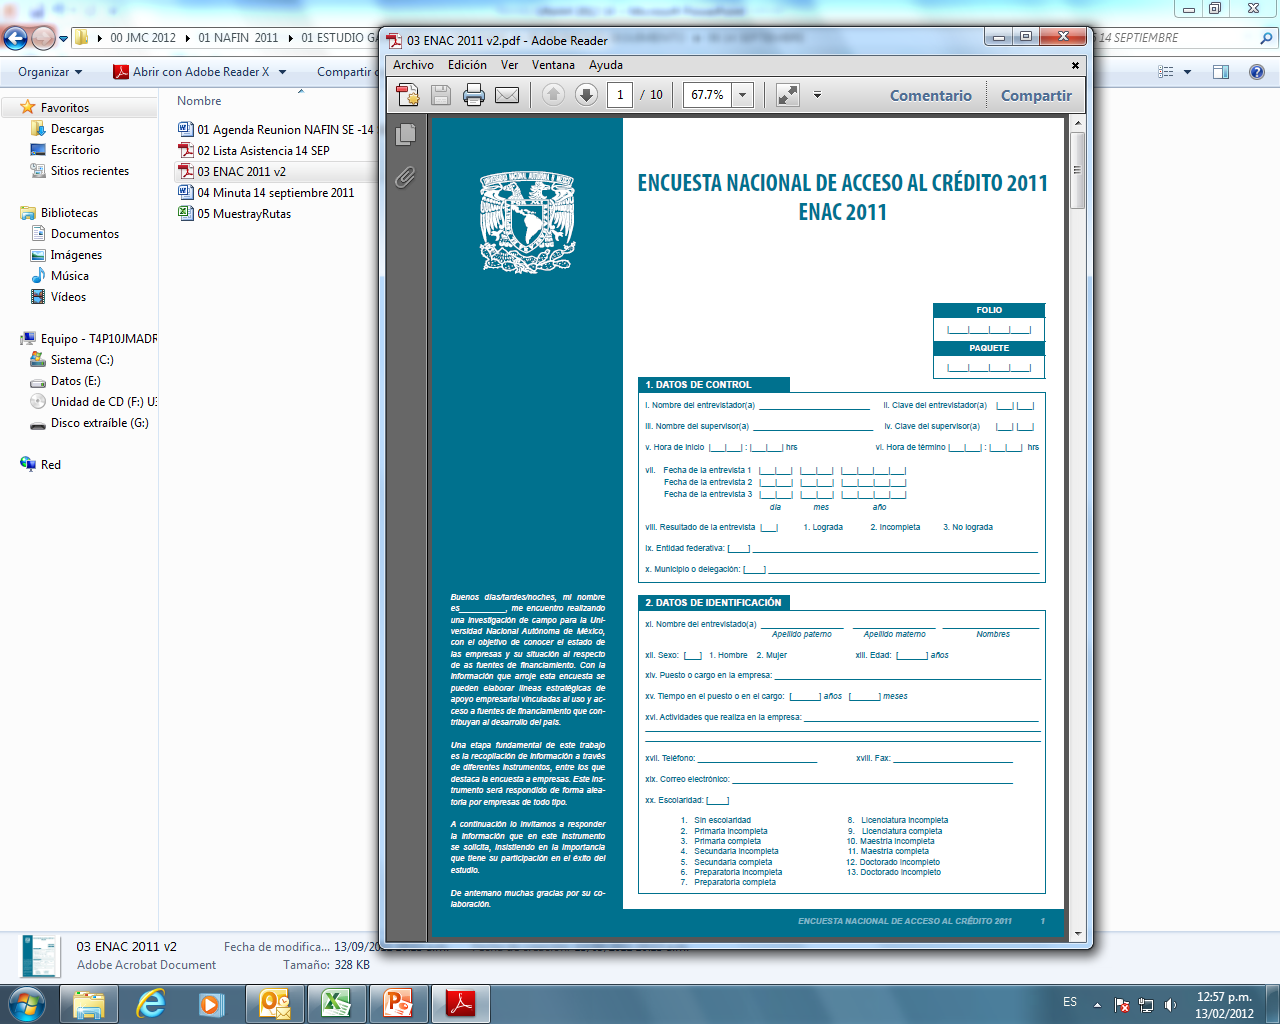 00 JMC 2012 01 NAFIN 2011 01 ESTUDIO GA 14 SEPTIEMBRE
Organizar Abrir con Adobe Reader X Compartir c
Favoritos
Descargas
Escritorio
Sitios recientes
Bibliotecas
Documentos
Imágenes
Música
Vídeos
Equipo - T4P10JMADR
Sistema (C:)
Datos (E:)
Unidad de CD (F:) U3
Disco extraíble (G:)
Red
Nombre
01 Agenda Reunion NAFIN SE -14
02 Lista Asistencia 14 SEP
03 ENAC 2011 v2
04 Minuta 14 septiembre 2011
05 MuestrayRutas
03 ENAC 2011 v2.pdf - Adobe Reader
Archivo Edición Ver Ventana Ayuda
1 / 10 67.7% Comentario Compartir
ENCUESTA NACIONAL DE ACCESO AL CRÉDITO 2011
ENAC 2011
FOLIO
PAQUETE
1. DATOS DE CONTROL
i. Nombre del entrevistador(a) ii. Clave del entrevistador(a)
iii. Nombre del supervisor(a) iv. Clave del supervisor(a)
v. Hora de inicio : hrs vi. Hora de término : hrs
vii. Fecha de la entrevista 1
Fecha de la entrevista 2
Fecha de la entrevista 3
día mes año
viii. Resultado de la entrevista 1. Lograda 2. Incompleta 3. No lograda
ix. Entidad federativa: [____]
x. Municipio o delegación: [____]
2. DATOS DE IDENTIFICACIÓN
xi. Nombre del entrevistado(a)
Apellido paterno Apellido materno Nombres
xii. Sexo: [___] 1. Hombre 2. Mujer xiii. Edad: [______] años
xiv. Puesto o cargo en la empresa:
xv. Tiempo en el puesto o en el cargo: [______] años [______] meses
xvi. Actividades que realiza en la empresa:
xvii. Teléfono: xviii. Fax:
xix. Correo electrónico:
xx. Escolaridad: [____]
1. Sin escolaridad
2. Primaria incompleta
3. Primaria completa
4. Secundaria incompleta
5. Secundaria completa
6. Preparatoria incompleta
7. Preparatoria completa
8. Licenciatura incompleta
9. Licenciatura completa
10. Maestría incompleta
11. Maestría completa
12. Doctorado incompleto
13. Doctorado incompleto
Buenos días/tardes/noches, mi nombre
es__________, me encuentro realizando
una investigación de campo para la Uni-
versidad Nacional Autónoma de México,
con el objetivo de conocer el estado de
las empresas y su situación al respecto
de as fuentes de financiamiento. Con la
información que arroje esta encuesta se
pueden elaborar líneas estratégicas de
apoyo empresarial vinculadas al uso y ac-
ceso a fuentes de financiamiento que con-
tribuyan al desarrollo del país.
Una etapa fundamental de este trabajo
es la recopilación de información a través
de diferentes instrumentos, entre los que
destaca la encuesta a empresas. Este ins-
trumento será respondido de forma alea-
toria por empresas de todo tipo.
A continuación lo invitamos a responder
la información que en este instrumento
se solicita, insistiendo en la importancia
que tiene su participación en el éxito del
estudio.
De antemano muchas gracias por su co-
laboración.
ENCUESTA NACIONAL DE ACCESO AL CRÉDITO 2011 1
03 ENAC 2011 v2 Fecha de modifica... 13/09/20
Adobe Acrobat Document Tamaño: 328 KB
ES 12:57 p.m.
13/02/2012